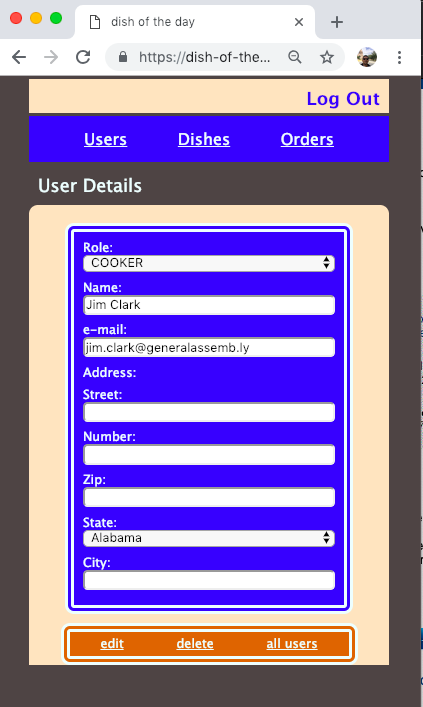 dish of the day
https://dish-of-the...
Log Out
Users Dishes Orders
User Details
Role:
COOKER
Name:
Jim Clark
e-mail:
jim.clark@generalassemb.ly
Address:
Street:
Number:
Zip:
State:
Alabama
City:
edit delete all users